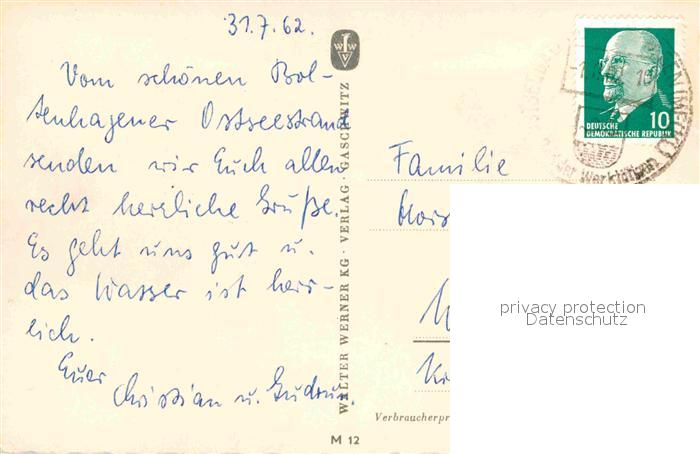 31.7.62.
Vom schönen Bol-
tenhagener Ostseestrand
senden wir Euch allen
recht herzliche Grüße.
Es geht uns gut u.
das Wasser ist herr-
lich.
Euer
Christian u. Gudrun.
WALTER WERNER KG · VERLAG · GASCHWITZ
M 12
DEUTSCHE
DEMOKRATISCHE REPUBLIK
10
der Werktätigen
Familie
privacy protection
Datenschutz
Verbraucherpr